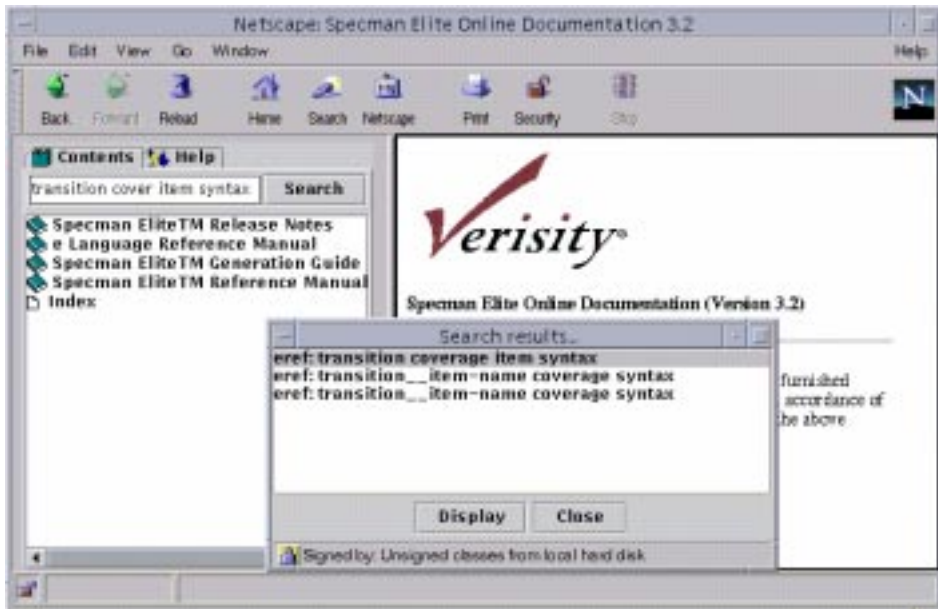 Netscape: Specman Elite Online Documentation 3.2
File Edit View Go Window Help
Back Forward Reload Home Search Netscape Print Security Stop
N
Contents Help
transition cover item syntax Search
Specman EliteTM Release Notes
e Language Reference Manual
Specman EliteTM Generation Guide
Specman EliteTM Reference Manual
Index
Verisity
Specman Elite Online Documentation (Version 3.2)
furnished
accordance of
the above
Search results...
eref: transition coverage item syntax
eref: transition__item-name coverage syntax
eref: transition__item-name coverage syntax
Display Close
Signed by: Unsigned classes from local hard disk